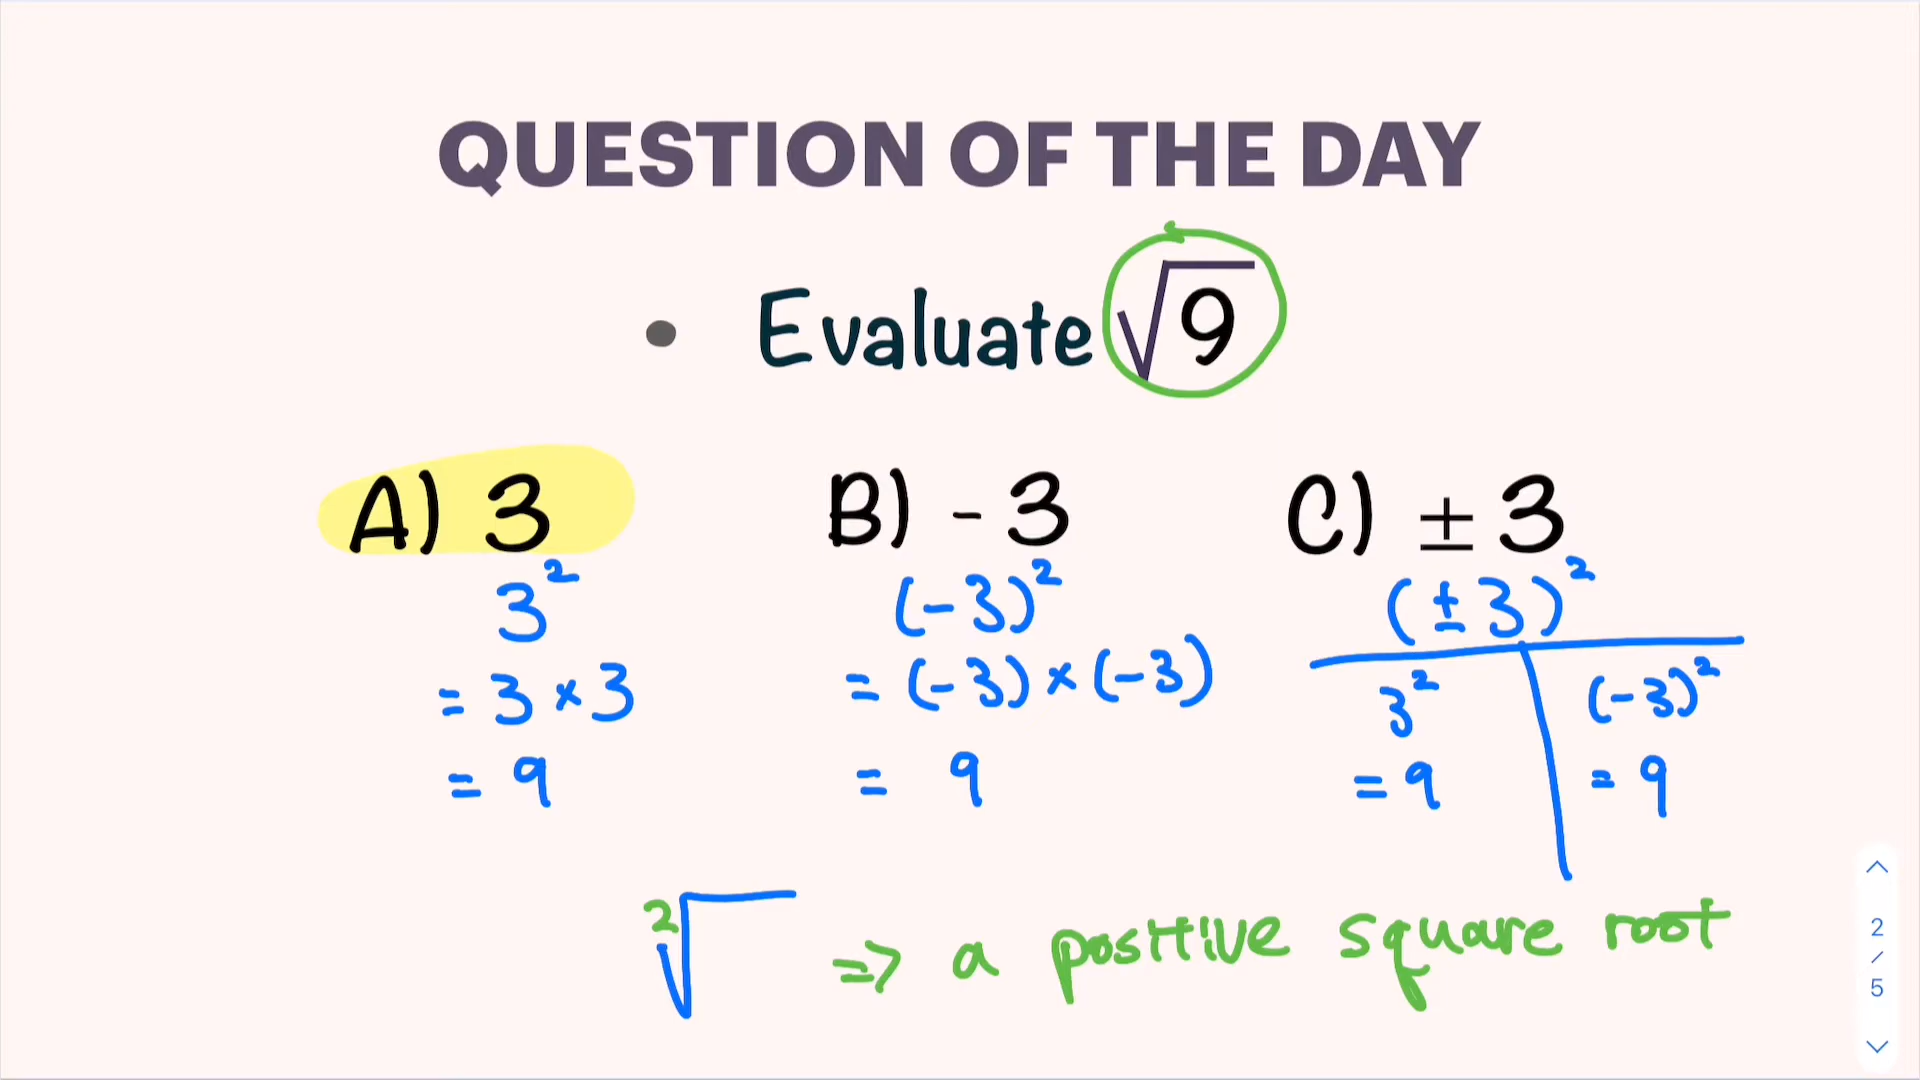 QUESTION OF THE DAY
• Evaluate √9
A) 3 B) - 3 C) ± 3
3² (-3)² (±3)²
= 3 × 3 = (-3) × (-3) 3² (-3)²
= 9 = 9 = 9 = 9
²√ => a positive square root
2
/
5